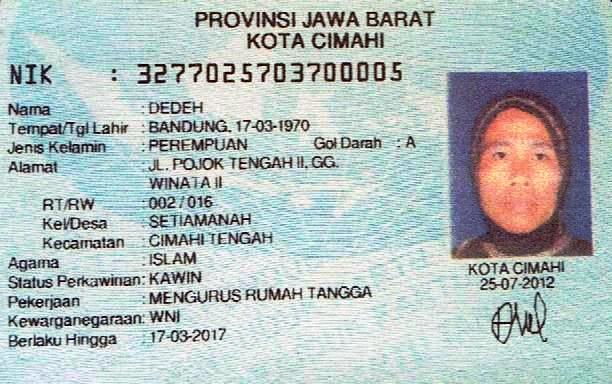 PROVINSI JAWA BARAT
KOTA CIMAHI
NIK : 3277025703700005
Nama : DEDEH
Tempat/Tgl Lahir : BANDUNG, 17-03-1970
Jenis Kelamin : PEREMPUAN Gol Darah : A
Alamat : JL. POJOK TENGAH II, GG.
WINATA II
RT/RW : 002 / 016
Kel/Desa : SETIAMANAH
Kecamatan : CIMAHI TENGAH
Agama : ISLAM
Status Perkawinan: KAWIN
Pekerjaan : MENGURUS RUMAH TANGGA
Kewarganegaraan: WNI
Berlaku Hingga : 17-03-2017
KOTA CIMAHI
25-07-2012